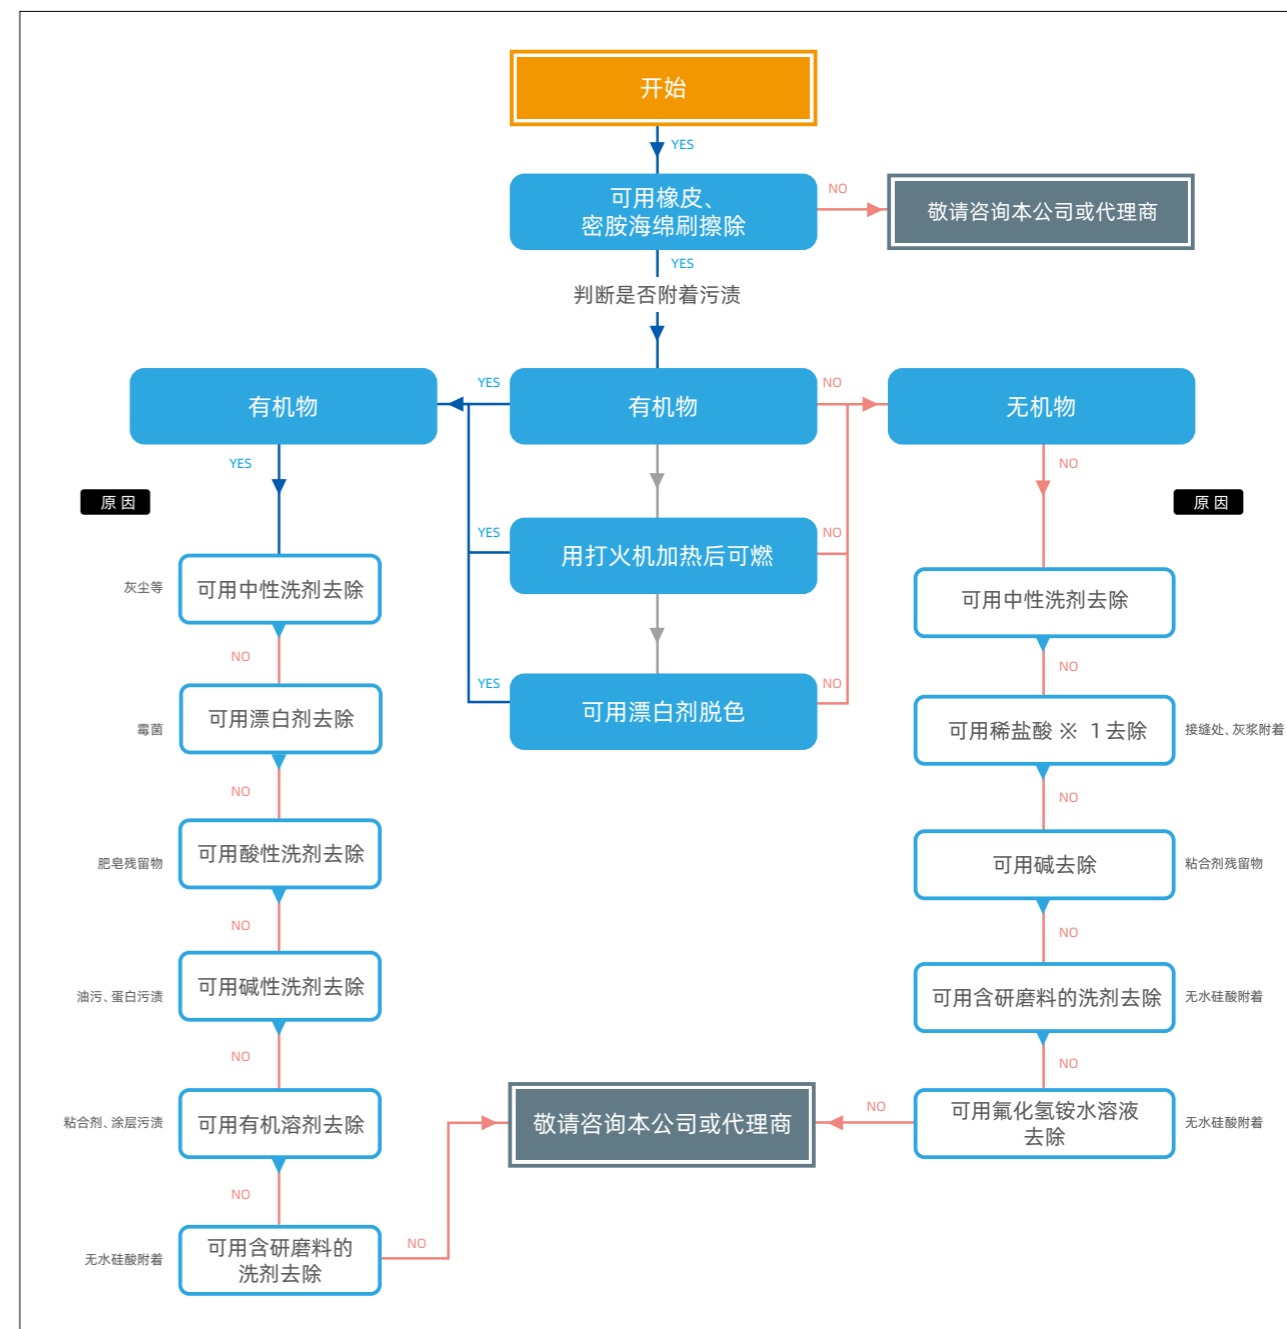 开始
YES
可用橡皮、
密胺海绵刷擦除
NO
敬请咨询本公司或代理商
YES
判断是否附着污渍
有机物
YES
有机物
NO
无机物
YES
NO
原因
原因
YES
用打火机加热后可燃
NO
灰尘等
可用中性洗剂去除
可用中性洗剂去除
NO
NO
YES
可用漂白剂脱色
NO
霉菌
可用漂白剂去除
可用稀盐酸 ※ 1去除
接缝处、灰浆附着
NO
NO
肥皂残留物
可用酸性洗剂去除
可用碱去除
粘合剂残留物
NO
NO
油污、蛋白污渍
可用碱性洗剂去除
可用含研磨料的洗剂去除
无水硅酸附着
NO
NO
粘合剂、涂层污渍
可用有机溶剂去除
敬请咨询本公司或代理商
NO
可用氟化氢铵水溶液
去除
无水硅酸附着
NO
无水硅酸附着
可用含研磨料的
洗剂去除
NO